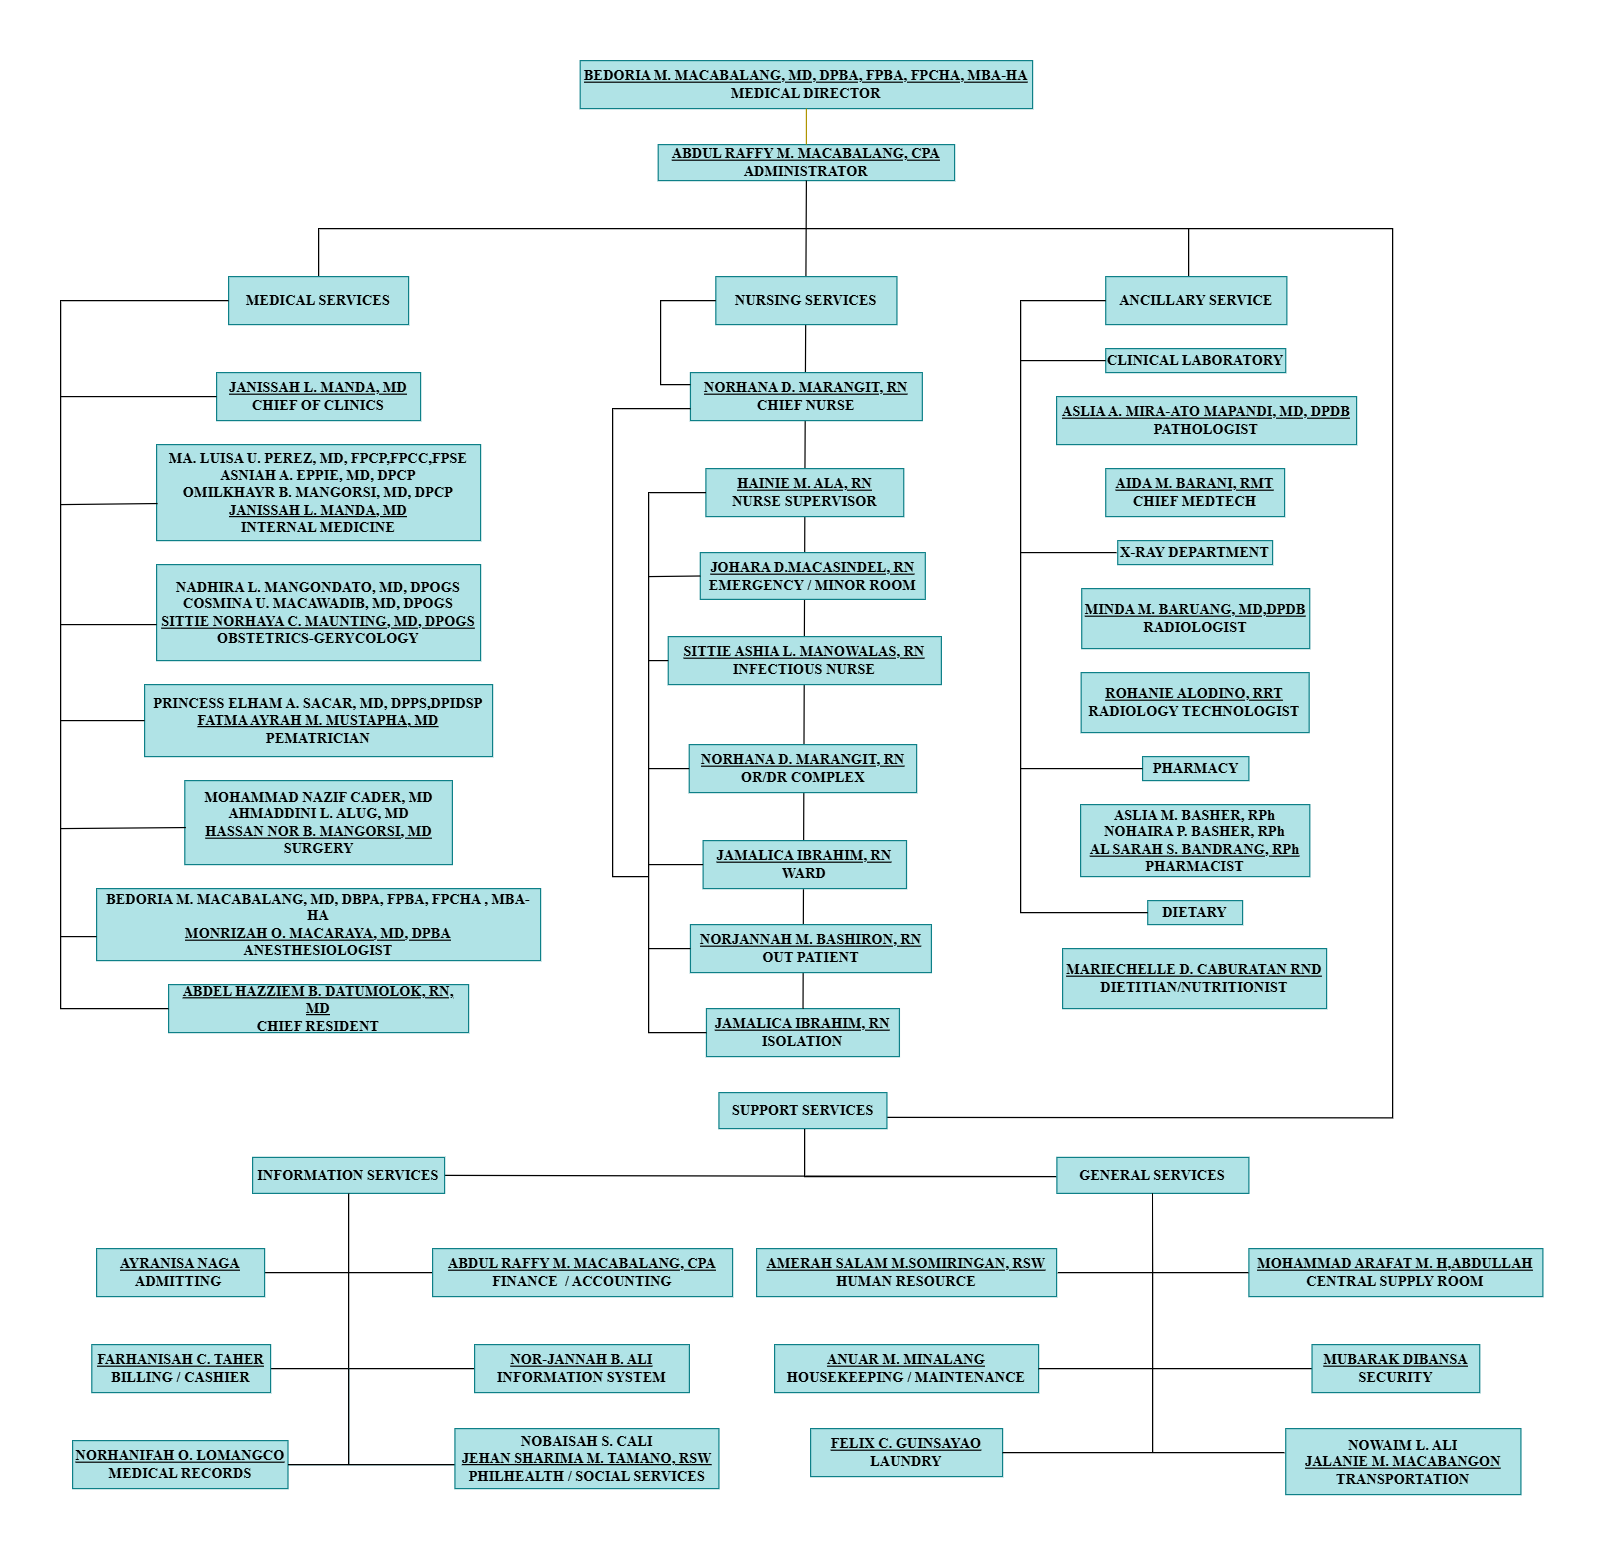 BEDORIA M. MACABALANG, MD, DPBA, FPBA, FPCHA, MBA-HA
MEDICAL DIRECTOR
ABDUL RAFFY M. MACABALANG, CPA
ADMINISTRATOR
MEDICAL SERVICES
JANISSAH L. MANDA, MD
CHIEF OF CLINICS
MA. LUISA U. PEREZ, MD, FPCP,FPCC,FPSE
ASNIAH A. EPPIE, MD, DPCP
OMILKHAYR B. MANGORSI, MD, DPCP
JANISSAH L. MANDA, MD
INTERNAL MEDICINE
NADHIRA L. MANGONDATO, MD, DPOGS
COSMINA U. MACAWADIB, MD, DPOGS
SITTIE NORHAYA C. MAUNTING, MD, DPOGS
OBSTETRICS-GERYCOLOGY
PRINCESS ELHAM A. SACAR, MD, DPPS,DPIDSP
FATMA AYRAH M. MUSTAPHA, MD
PEMATRICIAN
MOHAMMAD NAZIF CADER, MD
AHMADDINI L. ALUG, MD
HASSAN NOR B. MANGORSI, MD
SURGERY
BEDORIA M. MACABALANG, MD, DBPA, FPBA, FPCHA , MBA-
HA
MONRIZAH O. MACARAYA, MD, DPBA
ANESTHESIOLOGIST
ABDEL HAZZIEM B. DATUMOLOK, RN,
MD
CHIEF RESIDENT
NURSING SERVICES
NORHANA D. MARANGIT, RN
CHIEF NURSE
HAINIE M. ALA, RN
NURSE SUPERVISOR
JOHARA D.MACASINDEL, RN
EMERGENCY / MINOR ROOM
SITTIE ASHIA L. MANOWALAS, RN
INFECTIOUS NURSE
NORHANA D. MARANGIT, RN
OR/DR COMPLEX
JAMALICA IBRAHIM, RN
WARD
NORJANNAH M. BASHIRON, RN
OUT PATIENT
JAMALICA IBRAHIM, RN
ISOLATION
ANCILLARY SERVICE
CLINICAL LABORATORY
ASLIA A. MIRA-ATO MAPANDI, MD, DPDB
PATHOLOGIST
AIDA M. BARANI, RMT
CHIEF MEDTECH
X-RAY DEPARTMENT
MINDA M. BARUANG, MD,DPDB
RADIOLOGIST
ROHANIE ALODINO, RRT
RADIOLOGY TECHNOLOGIST
PHARMACY
ASLIA M. BASHER, RPh
NOHAIRA P. BASHER, RPh
AL SARAH S. BANDRANG, RPh
PHARMACIST
DIETARY
MARIECHELLE D. CABURATAN RND
DIETITIAN/NUTRITIONIST
SUPPORT SERVICES
INFORMATION SERVICES
AYRANISA NAGA
ADMITTING
ABDUL RAFFY M. MACABALANG, CPA
FINANCE  / ACCOUNTING
FARHANISAH C. TAHER
BILLING / CASHIER
NOR-JANNAH B. ALI
INFORMATION SYSTEM
NORHANIFAH O. LOMANGCO
MEDICAL RECORDS
NOBAISAH S. CALI
JEHAN SHARIMA M. TAMANO, RSW
PHILHEALTH / SOCIAL SERVICES
GENERAL SERVICES
AMERAH SALAM M.SOMIRINGAN, RSW
HUMAN RESOURCE
MOHAMMAD ARAFAT M. H,ABDULLAH
CENTRAL SUPPLY ROOM
ANUAR M. MINALANG
HOUSEKEEPING / MAINTENANCE
MUBARAK DIBANSA
SECURITY
FELIX C. GUINSAYAO
LAUNDRY
NOWAIM L. ALI
JALANIE M. MACABANGON
TRANSPORTATION